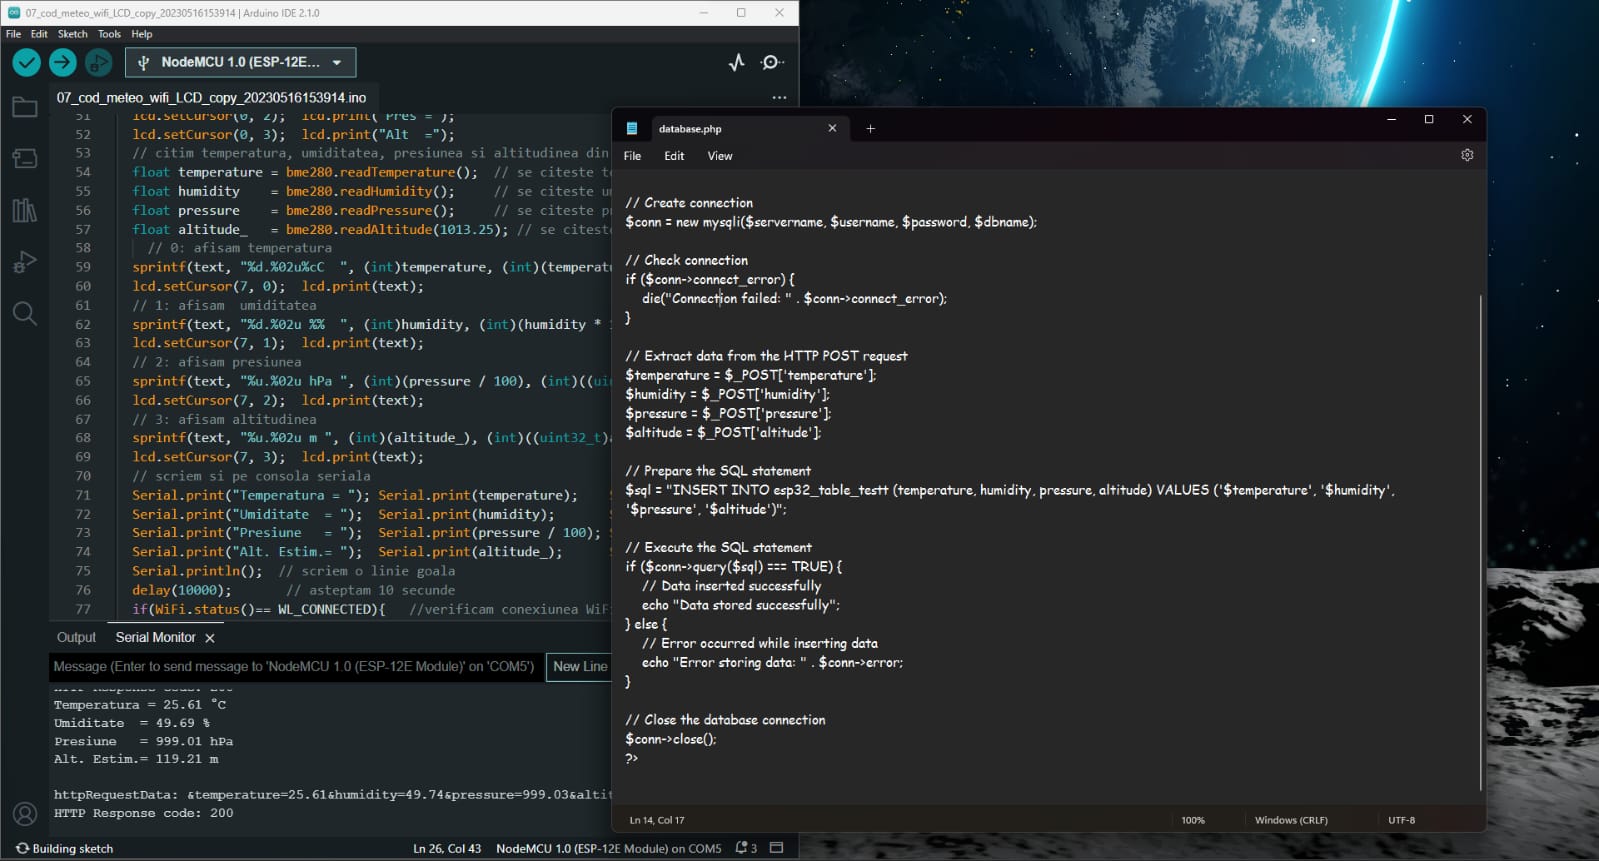 07_cod_meteo_wifi_LCD_copy_20230516153914 | Arduino IDE 2.1.0
File Edit Sketch Tools Help
NodeMCU 1.0 (ESP-12E...
07_cod_meteo_wifi_LCD_copy_20230516153914.ino
51 lcd.setCursor(0, 2);  lcd.print("Pres =");
52 lcd.setCursor(0, 3);  lcd.print("Alt  =");
53 // citim temperatura, umiditatea, presiunea si altitudinea din
54 float temperature = bme280.readTemperature();  // se citeste
55 float humidity    = bme280.readHumidity();     // se citeste
56 float pressure    = bme280.readPressure();     // se citeste
57 float altitude_   = bme280.readAltitude(1013.25); // se citeste
58 // 0: afisam temperatura
59 sprintf(text, "%d.%02u%cC  ", (int)temperature, (int)(
60 lcd.setCursor(7, 0);  lcd.print(text);
61 // 1: afisam  umiditatea
62 sprintf(text, "%d.%02u %%  ", (int)humidity, (int)(humidity *
63 lcd.setCursor(7, 1);  lcd.print(text);
64 // 2: afisam presiunea
65 sprintf(text, "%u.%02u hPa ", (int)(pressure / 100), (int)((
66 lcd.setCursor(7, 2);  lcd.print(text);
67 // 3: afisam altitudinea
68 sprintf(text, "%u.%02u m ", (int)(altitude_), (int)((uint32_t)
69 lcd.setCursor(7, 3);  lcd.print(text);
70 // scriem si pe consola seriala
71 Serial.print("Temperatura = "); Serial.print(temperature);
72 Serial.print("Umiditate  = ");  Serial.print(humidity);
73 Serial.print("Presiune   = ");  Serial.print(pressure / 100);
74 Serial.print("Alt. Estim.= ");  Serial.print(altitude_);
75 Serial.println();  // scriem o linie goala
76 delay(10000);       // asteptam 10 secunde
77 if(WiFi.status()== WL_CONNECTED){   //verificam conexiunea
Output Serial Monitor
Message (Enter to send message to 'NodeMCU 1.0 (ESP-12E Module)' on 'COM5') New Line
HTTP Response code: 200
Temperatura = 25.61 °C
Umiditate  = 49.69 %
Presiune   = 999.01 hPa
Alt. Estim.= 119.21 m
httpRequestData: &temperature=25.61&humidity=49.74&pressure=999.03&
HTTP Response code: 200
Building sketch
Ln 26, Col 43 NodeMCU 1.0 (ESP-12E Module) on COM5 3
database.php
File Edit View
// Create connection
$conn = new mysqli($servername, $username, $password, $dbname);
// Check connection
if ($conn->connect_error) {
die("Connection failed: " . $conn->connect_error);
}
// Extract data from the HTTP POST request
$temperature = $_POST['temperature'];
$humidity = $_POST['humidity'];
$pressure = $_POST['pressure'];
$altitude = $_POST['altitude'];
// Prepare the SQL statement
$sql = "INSERT INTO esp32_table_testt (temperature, humidity, pressure, altitude) VALUES ('$temperature', '$humidity',
'$pressure', '$altitude')";
// Execute the SQL statement
if ($conn->query($sql) === TRUE) {
// Data inserted successfully
echo "Data stored successfully";
} else {
// Error occurred while inserting data
echo "Error storing data: " . $conn->error;
}
// Close the database connection
$conn->close();
?>
Ln 14, Col 17 100% Windows (CRLF) UTF-8